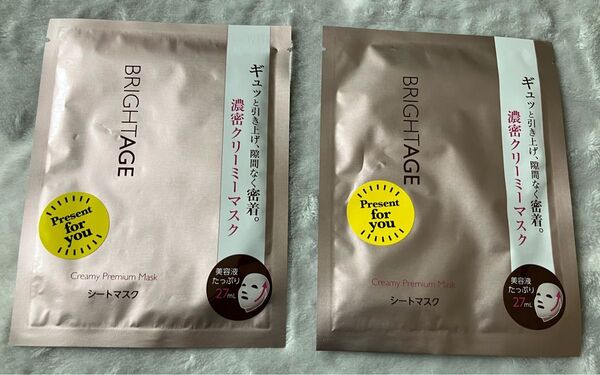 BRIGHTAGE
ギュッと引き上げ、隙間なく密着。
濃密クリーミーマスク
Present
for
you
Creamy Premium Mask
シートマスク
美容液
たっぷり
27mL
BRIGHTAGE
ギュッと引き上げ、隙間なく密着。
濃密クリーミーマスク
Present
for
you
Creamy Premium Mask
シートマスク
美容液
たっぷり
27mL